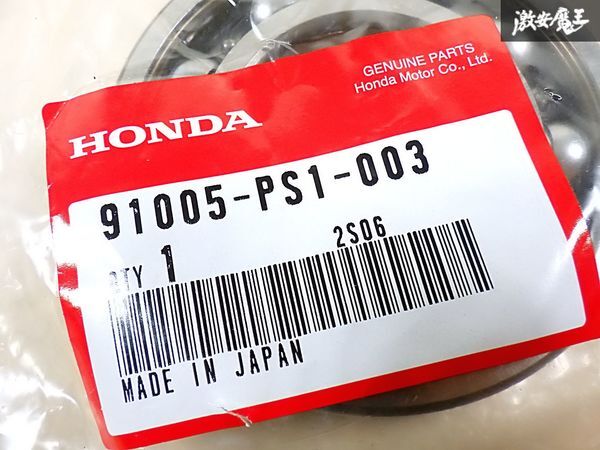 激安魔王
GENUINE PARTS
Honda Motor Co., Ltd.
HONDA
91005-PS1-003
2S06
QTY 1
MADE IN JAPAN